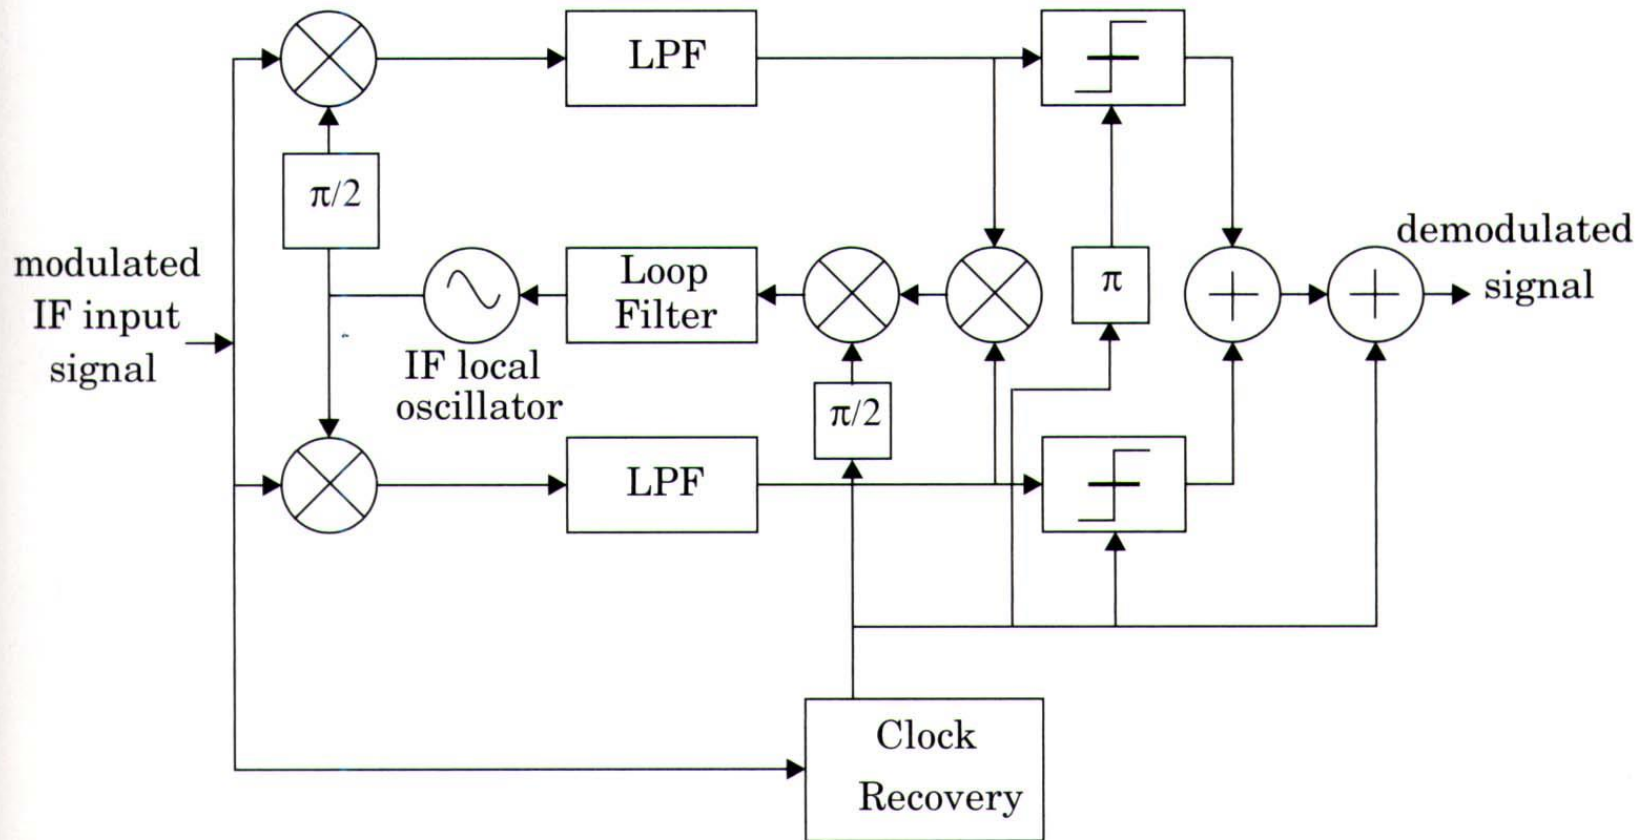 LPF
π/2
modulated
IF input
signal
IF local
oscillator
Loop
Filter
π/2
π
demodulated
signal
LPF
Clock
Recovery